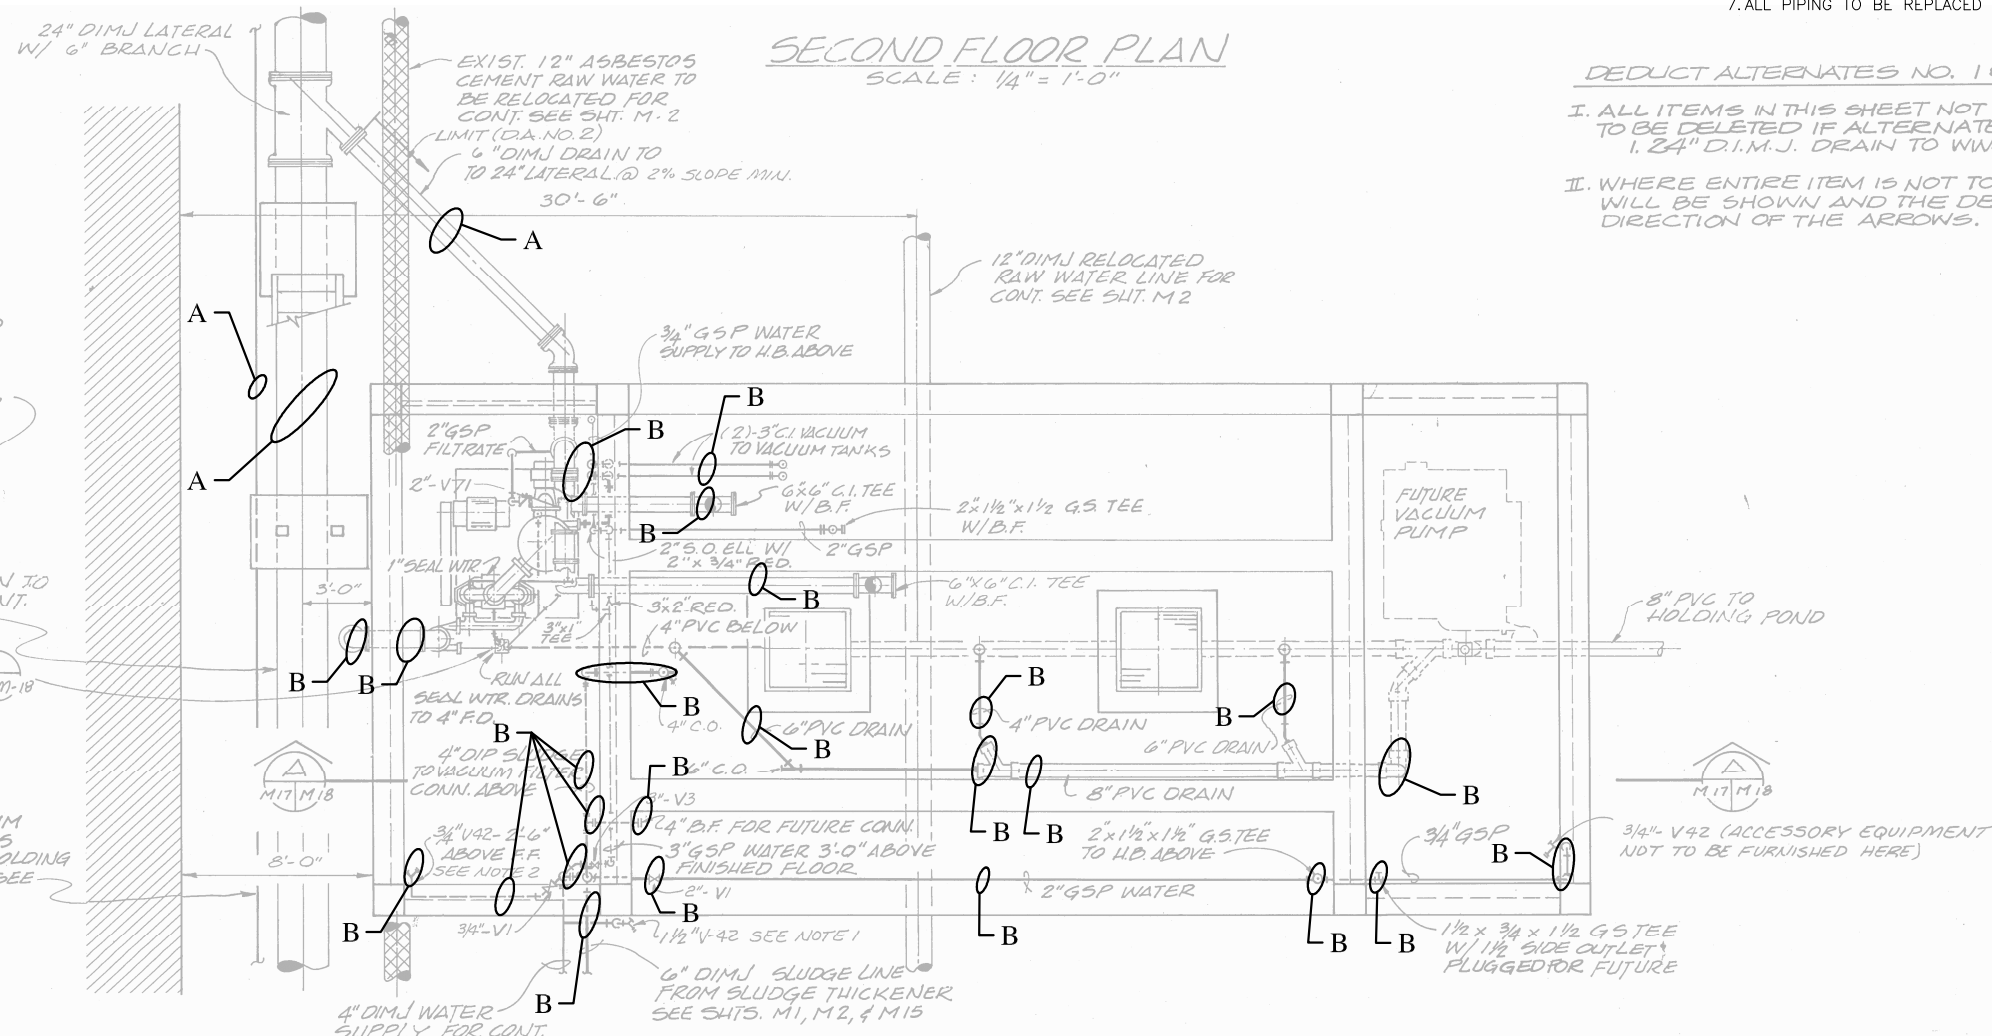 7. ALL PIPING TO BE REPLACED
SECOND FLOOR PLAN
SCALE: 1/4" = 1'-0"
24" DIMJ LATERAL
W/ 6" BRANCH
EXIST. 12" ASBESTOS
CEMENT RAW WATER TO
BE RELOCATED FOR
CONT. SEE SHT. M-2
LIMIT (D.A. NO. 2)
6" DIMJ DRAIN TO
TO 24" LATERAL @ 2% SLOPE MIN.
30'-6"
DEDUCT ALTERNATES NO. 1
I. ALL ITEMS IN THIS SHEET NOT
TO BE DELETED IF ALTERNATE
1. 24" D.I.M.J. DRAIN TO WW
II. WHERE ENTIRE ITEM IS NOT TO
WILL BE SHOWN AND THE DE
DIRECTION OF THE ARROWS.
A
12" DIMJ RELOCATED
RAW WATER LINE FOR
CONT. SEE SHT. M2
A
3/4" GSP WATER
SUPPLY TO H.B. ABOVE
B
B
2" GSP
FILTRATE
(2)-3" C.I. VACUUM
TO VACUUM TANKS
A
2"-V71
6"x6" C.I. TEE
W/B.F.
2"x1 1/2"x1 1/2 G.S. TEE
W/B.F.
FUTURE
VACUUM
PUMP
B
2" S.O. ELL W/
2" x 3/4" RED.
2" GSP
1" SEAL WTR.
6"x6" C.I. TEE
W/B.F.
3'-0"
B
3"x2" RED.
3"x1"
TEE
4" PVC BELOW
8" PVC TO
HOLDING POND
N TO
NT.
M-18
B
B
RUN ALL
SEAL WTR. DRAINS
TO 4" F.D.
B
4" C.O.
6" PVC DRAIN
B
B
4" PVC DRAIN
B
6" PVC DRAIN
B
4" DIP
TO VACUUM
CONN. ABOVE
B
6" C.O.
A
M17 M18
8" PVC DRAIN
B
A
M17 M18
3"-V3
4" B.F. FOR FUTURE CONN.
B
B
3/4" V42-2'-6"
ABOVE F.F.
SEE NOTE 2
3" GSP WATER 3'-0" ABOVE
FINISHED FLOOR
2"x1 1/2"x1 1/2" G.S. TEE
TO H.B. ABOVE
3/4" GSP
B
3/4"-V42 (ACCESSORY EQUIPMENT
NOT TO BE FURNISHED HERE)
OLDING
SEE
8'-0"
2"-V1
2" GSP WATER
B
B
3/4"-V1
1 1/2" V-42 SEE NOTE 1
B
B
B
B
1 1/2 x 3/4 x 1 1/2 GS TEE
W/ 1 1/2" SIDE OUTLET
PLUGGED FOR FUTURE
6" DIMJ SLUDGE LINE
FROM SLUDGE THICKENER
SEE SHTS. M1, M2, & M15
4" DIMJ WATER
SUPPLY FOR CONT.